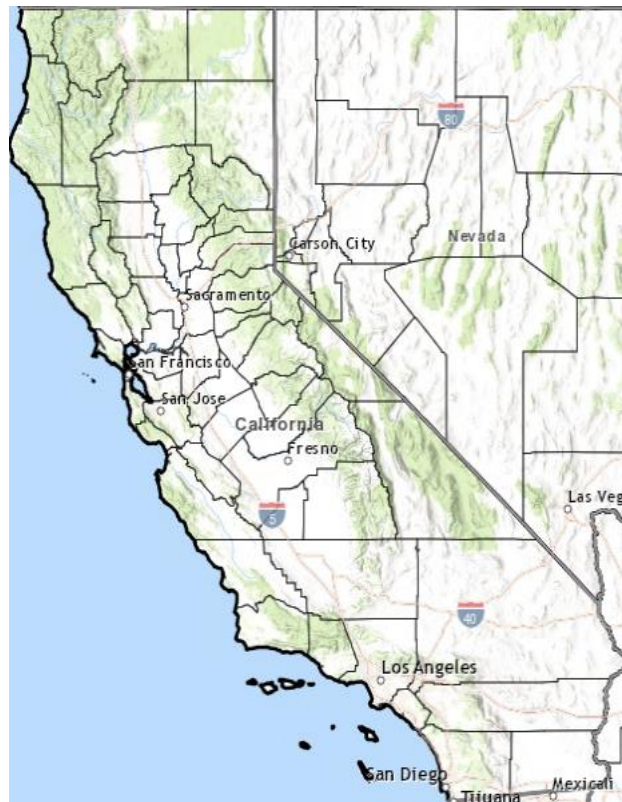 80
Carson City
Nevada
Sacramento
San Francisco
San Jose
California
Fresno
Las Veg
5
40
Los Angeles
San Diego
Tijuana
Mexicali